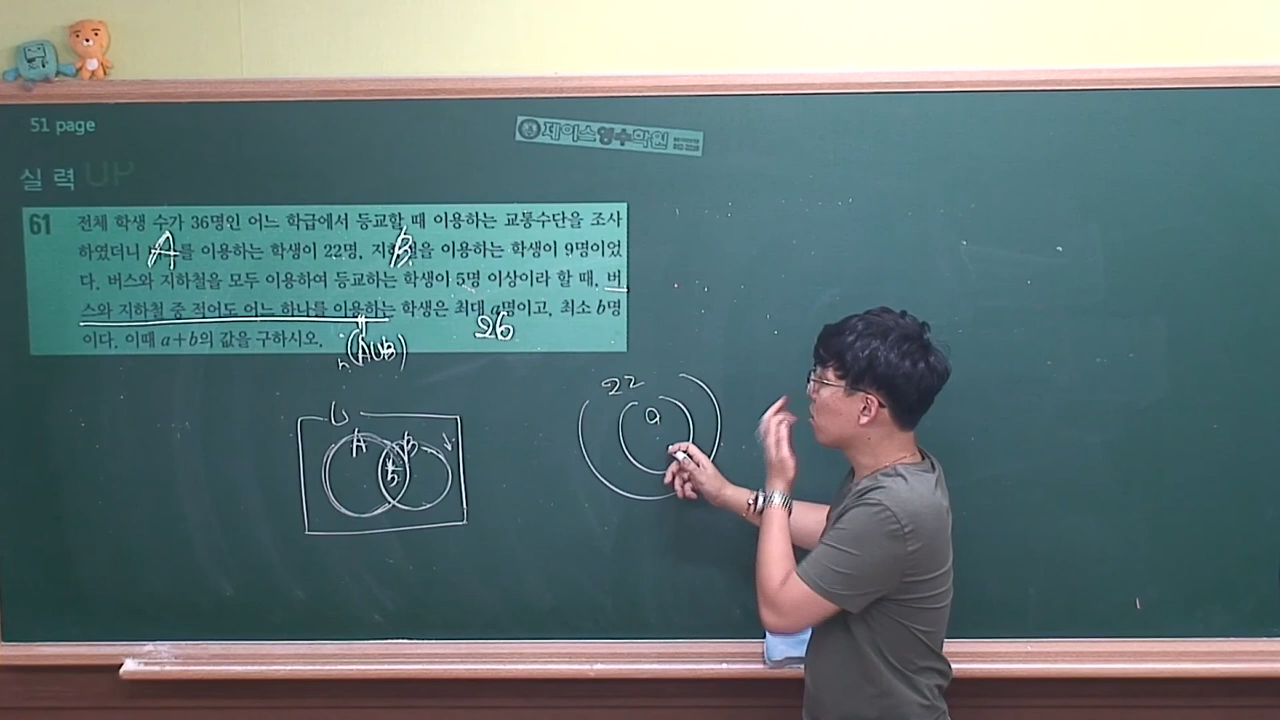 51 page
제이스영수학원
실력 UP
61 전체 학생 수가 36명인 어느 학급에서 등교할 때 이용하는 교통수단을 조사
하였더니 A를 이용하는 학생이 22명, B 이용하는 학생이 9명이었
다. 버스와 지하철을 모두 이용하여 등교하는 학생이 5명 이상이라 할 때, 버
스와 지하철 중 적어도 어느 하나를 이용하는 학생은 최대 a명이고, 최소 b명
이다. 이때 a+b의 값을 구하시오.
26
n(A∪B)
U
A B
5
22
9